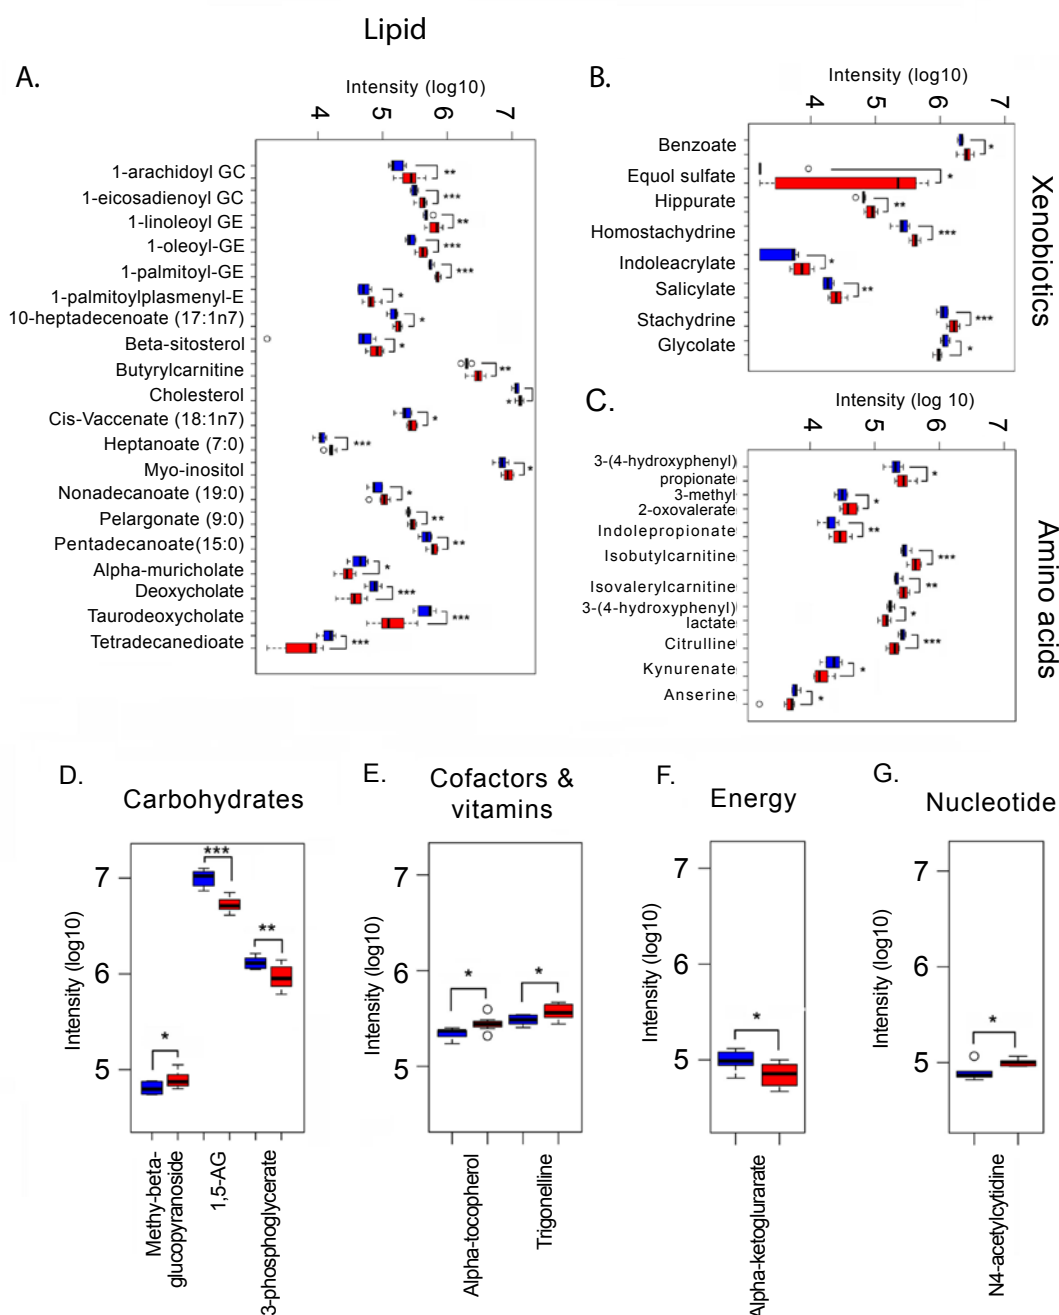 Lipid
A.
Intensity (log10)
4 5 6 7
1-arachidoyl GC
**
1-eicosadienoyl GC
***
1-linoleoyl GE
**
1-oleoyl-GE
***
1-palmitoyl-GE
***
1-palmitoylplasmenyl-E
*
10-heptadecenoate (17:1n7)
*
Beta-sitosterol
*
Butyrylcarnitine
**
Cholesterol
*
Cis-Vaccenate (18:1n7)
*
Heptanoate (7:0)
***
Myo-inositol
*
Nonadecanoate (19:0)
*
Pelargonate (9:0)
**
Pentadecanoate(15:0)
**
Alpha-muricholate
*
Deoxycholate
***
Taurodeoxycholate
***
Tetradecanedioate
***
B.
Intensity (log10)
4 5 6 7
Xenobiotics
Benzoate
*
Equol sulfate
*
Hippurate
**
Homostachydrine
***
Indoleacrylate
*
Salicylate
**
Stachydrine
***
Glycolate
*
C.
Intensity (log 10)
4 5 6 7
Amino acids
3-(4-hydroxyphenyl)
propionate
*
3-methyl
2-oxovalerate
*
Indolepropionate
**
Isobutylcarnitine
***
Isovalerylcarnitine
**
3-(4-hydroxyphenyl)
lactate
*
Citrulline
***
Kynurenate
*
Anserine
*
D.
Carbohydrates
Intensity (log10)
7
6
5
*
***
**
Methy-beta-
glucopyranoside
1,5-AG
3-phosphoglycerate
E.
Cofactors &
vitamins
Intensity (log10)
7
6
5
*
*
Alpha-tocopherol
Trigonelline
F.
Energy
Intensity (log10)
7
6
5
*
Alpha-ketoglurarate
G.
Nucleotide
Intensity (log10)
7
6
5
*
N4-acetylcytidine